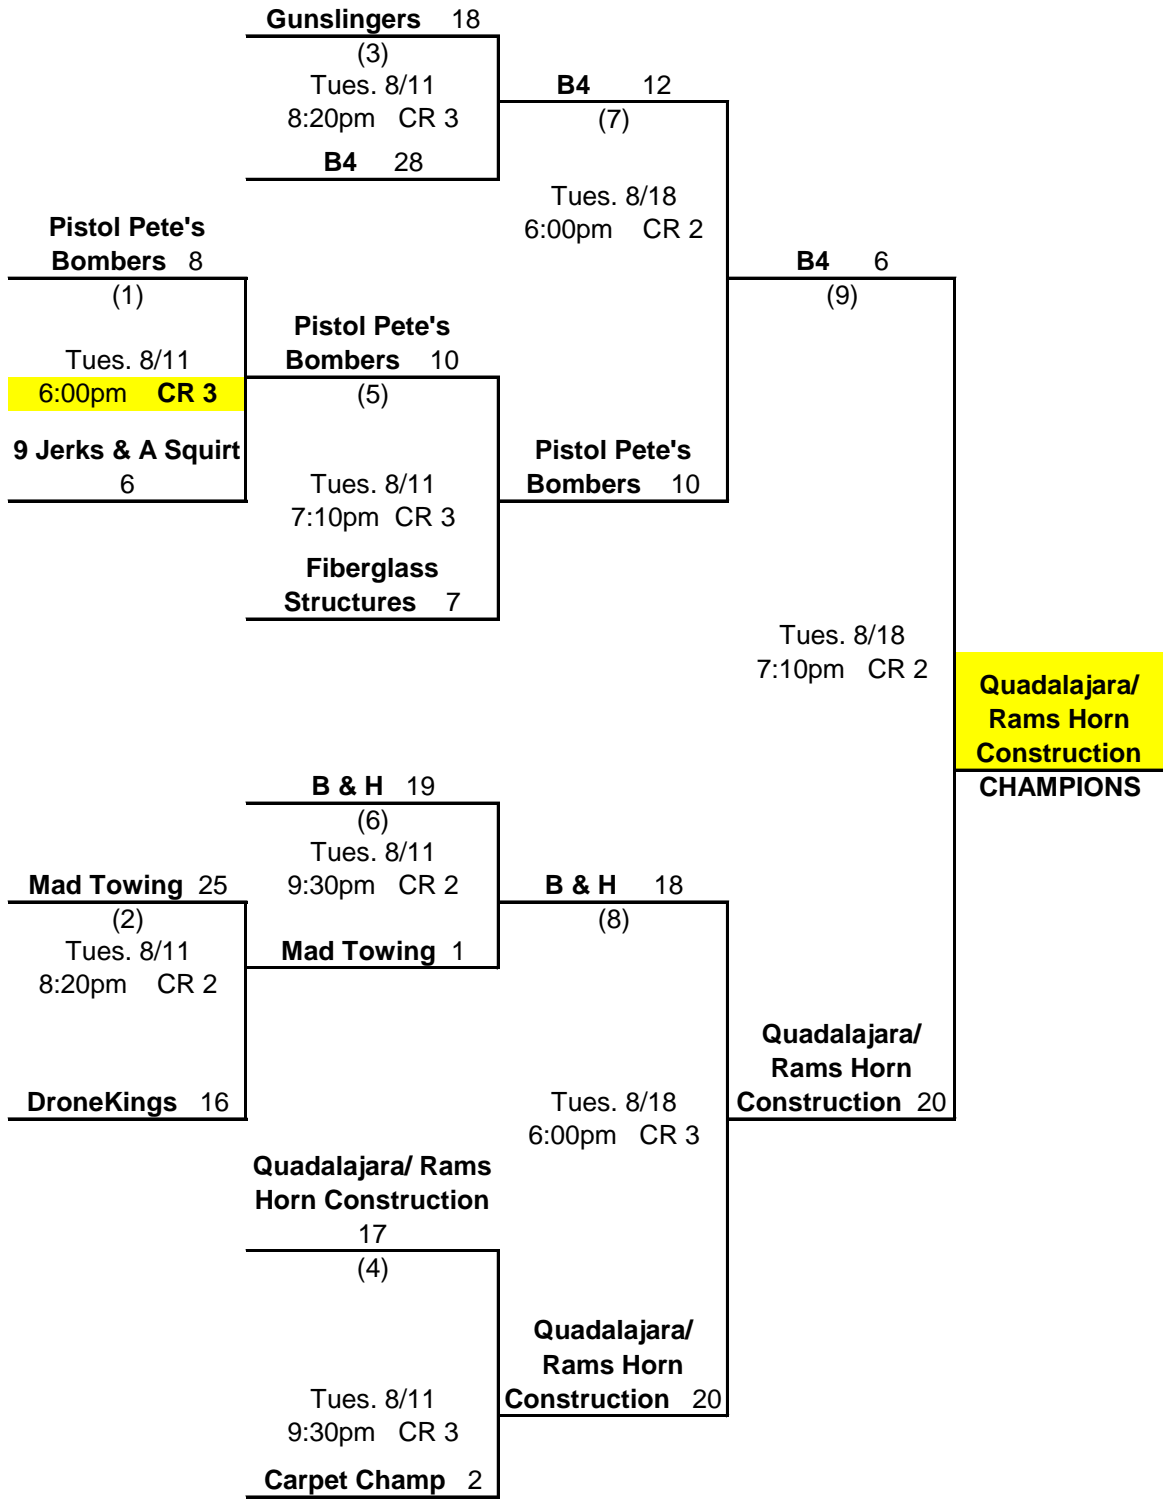 Gunslingers 18
(3)
Tues. 8/11
8:20pm CR 3
B4 28
B4 12
(7)
Tues. 8/18
6:00pm CR 2
Pistol Pete's
Bombers 8
(1)
Tues. 8/11
6:00pm CR 3
9 Jerks & A Squirt
6
Pistol Pete's
Bombers 10
(5)
Tues. 8/11
7:10pm CR 3
Fiberglass
Structures 7
Pistol Pete's
Bombers 10
B4 6
(9)
Tues. 8/18
7:10pm CR 2
Quadalajara/
Rams Horn
Construction
CHAMPIONS
B & H 19
(6)
Tues. 8/11
9:30pm CR 2
Mad Towing 1
Mad Towing 25
(2)
Tues. 8/11
8:20pm CR 2
DroneKings 16
B & H 18
(8)
Tues. 8/18
6:00pm CR 3
Quadalajara/
Rams Horn
Construction 20
Quadalajara/ Rams
Horn Construction
17
(4)
Tues. 8/11
9:30pm CR 3
Carpet Champ 2
Quadalajara/
Rams Horn
Construction 20